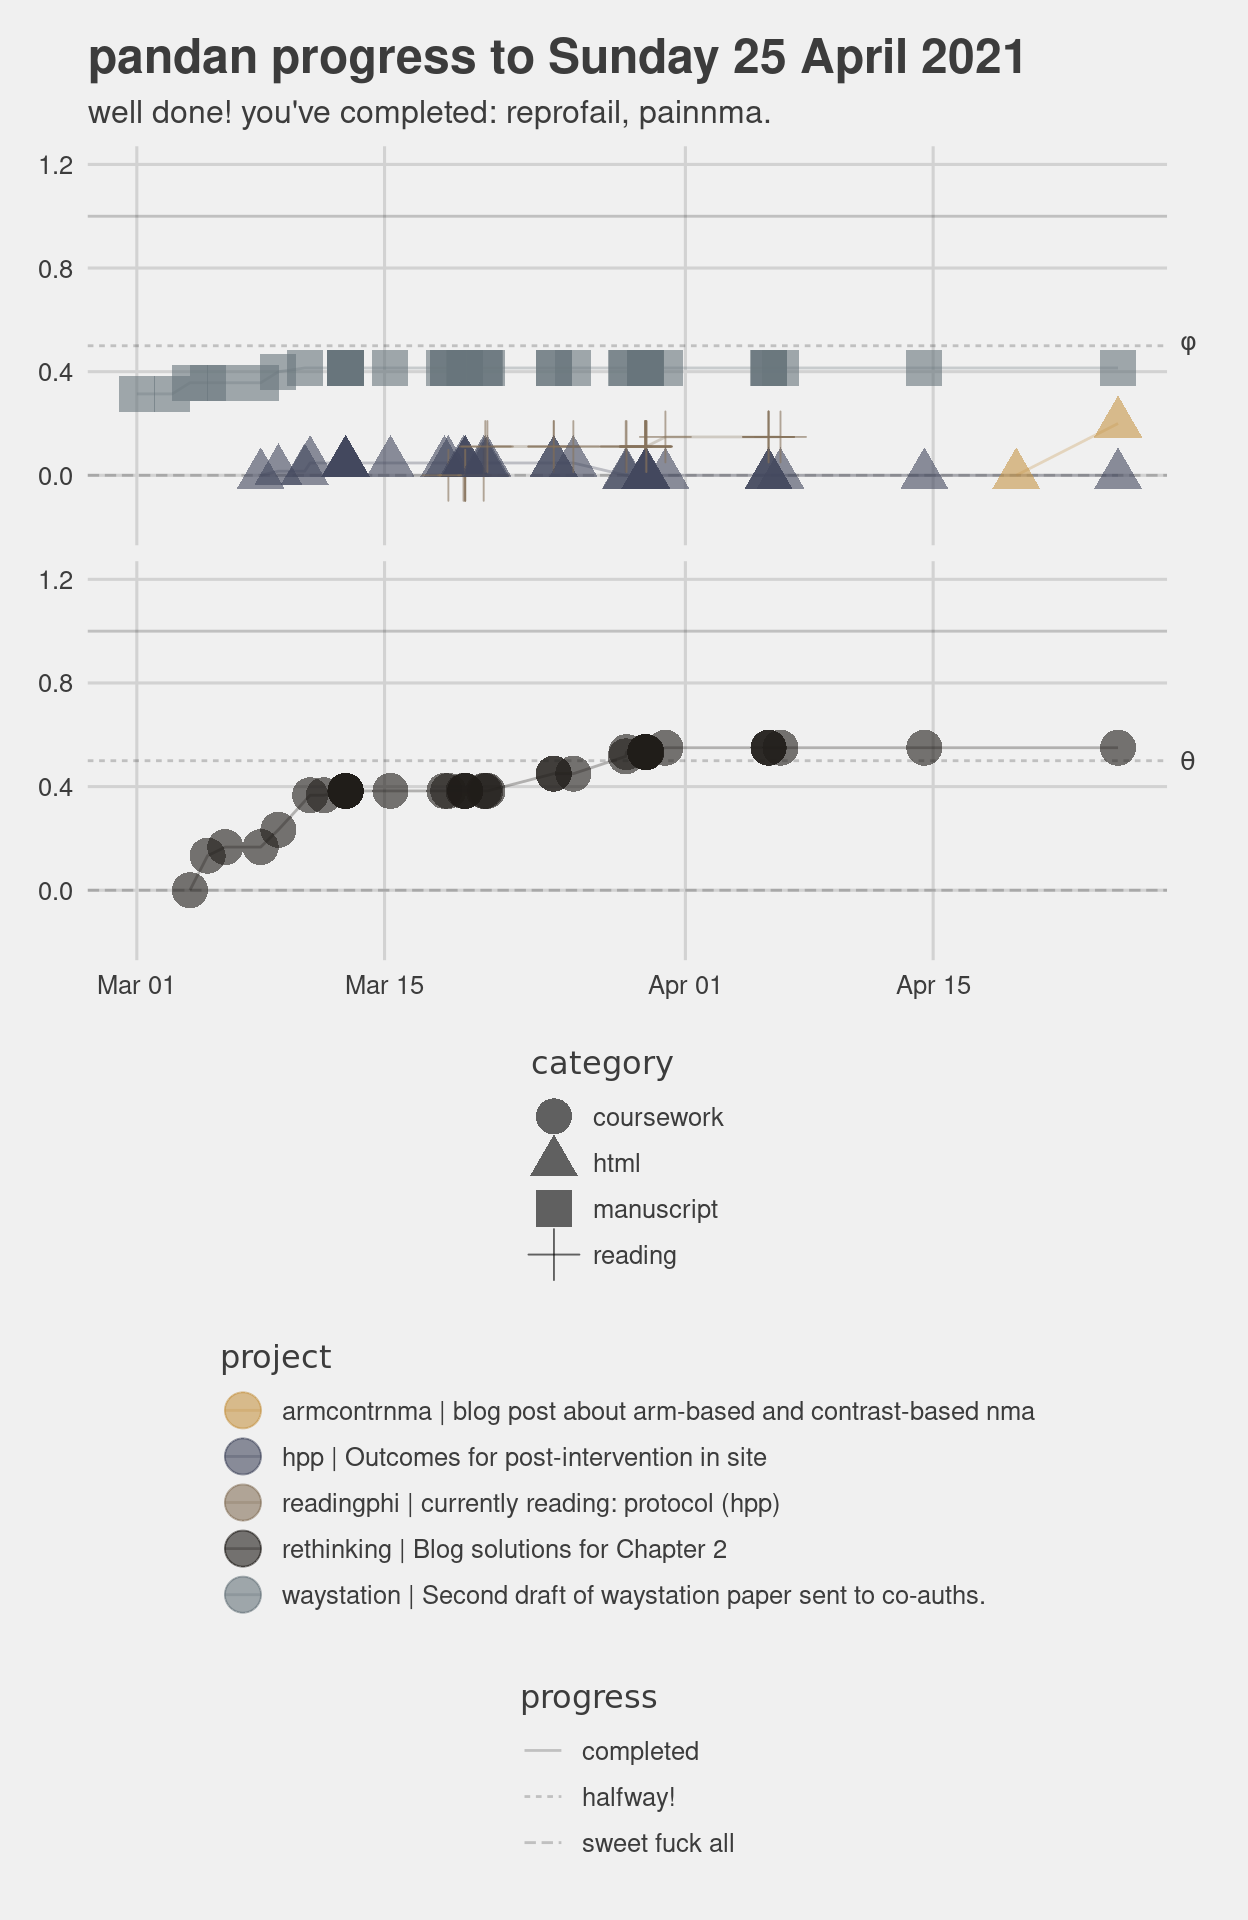 pandan progress to Sunday 25 April 2021
well done! you've completed: reprofail, painnma.
1.2
0.8
φ
0.4
0.0
1.2
0.8
θ
0.4
0.0
Mar 01 Mar 15 Apr 01 Apr 15
category
coursework
html
manuscript
reading
project
armcontrnma | blog post about arm-based and contrast-based nma
hpp | Outcomes for post-intervention in site
readingphi | currently reading: protocol (hpp)
rethinking | Blog solutions for Chapter 2
waystation | Second draft of waystation paper sent to co-auths.
progress
completed
halfway!
sweet fuck all